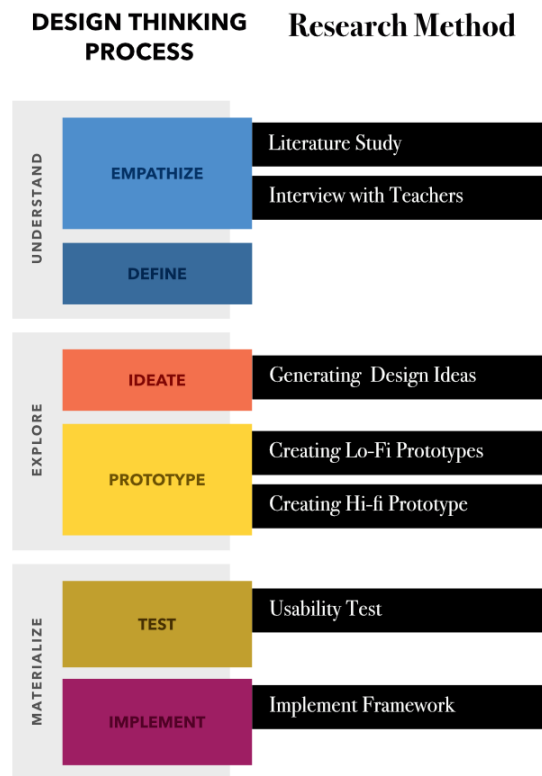 DESIGN THINKING
PROCESS
Research Method
UNDERSTAND
EMPATHIZE
Literature Study
Interview with Teachers
DEFINE
EXPLORE
IDEATE
Generating Design Ideas
PROTOTYPE
Creating Lo-Fi Prototypes
Creating Hi-fi Prototype
MATERIALIZE
TEST
Usability Test
IMPLEMENT
Implement Framework